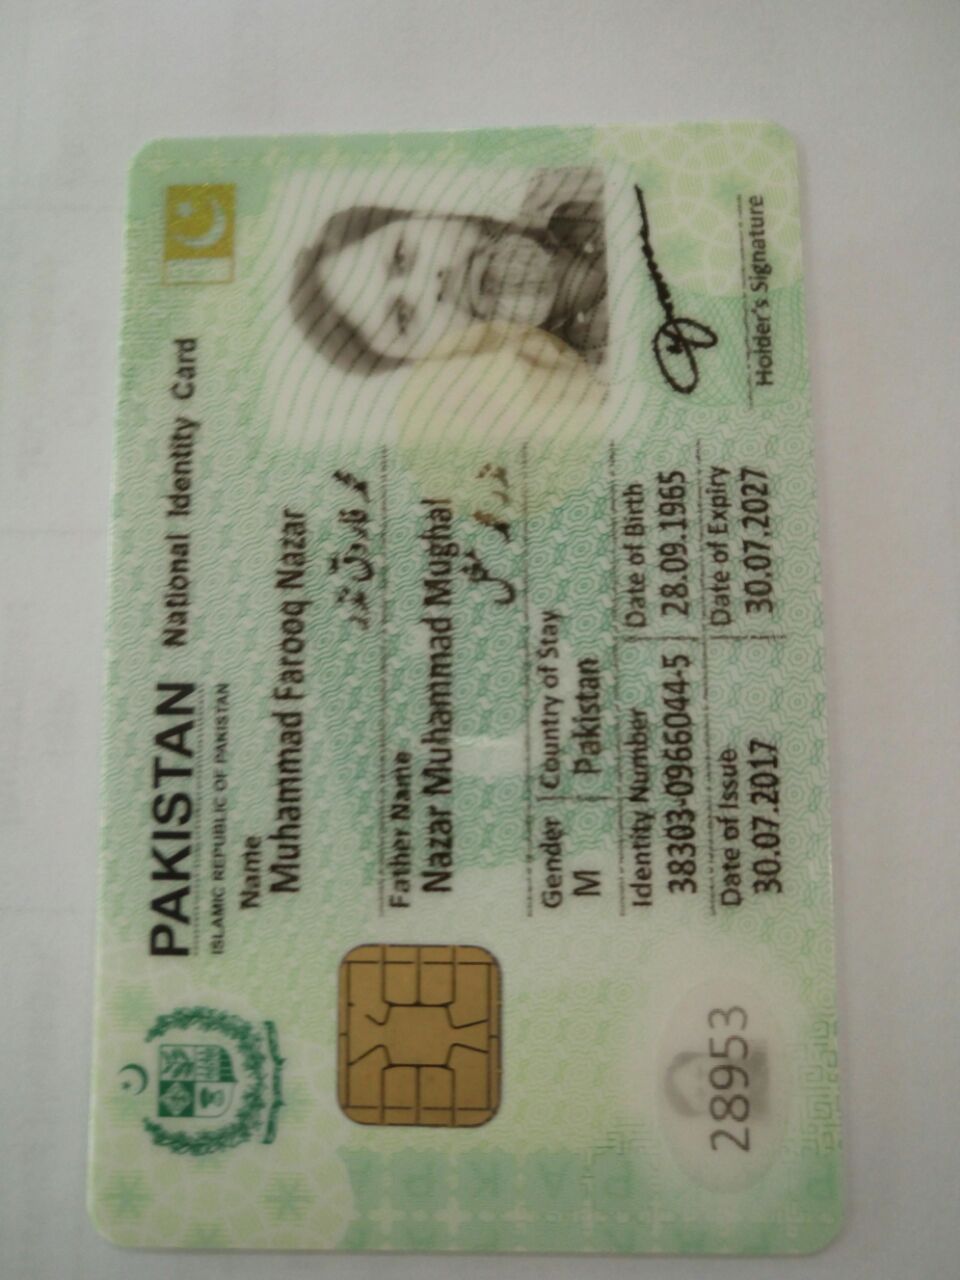 PAKISTAN National Identity Card
ISLAMIC REPUBLIC OF PAKISTAN
Name
Muhammad Farooq Nazar
محمد فاروق نذر
Father Name
Nazar Muhammad Mughal
نذر محمد مغل
Gender Country of Stay
M Pakistan
Identity Number Date of Birth
38303-0966044-5 28.09.1965
Date of Issue Date of Expiry
30.07.2017 30.07.2027
Holder's Signature
28953